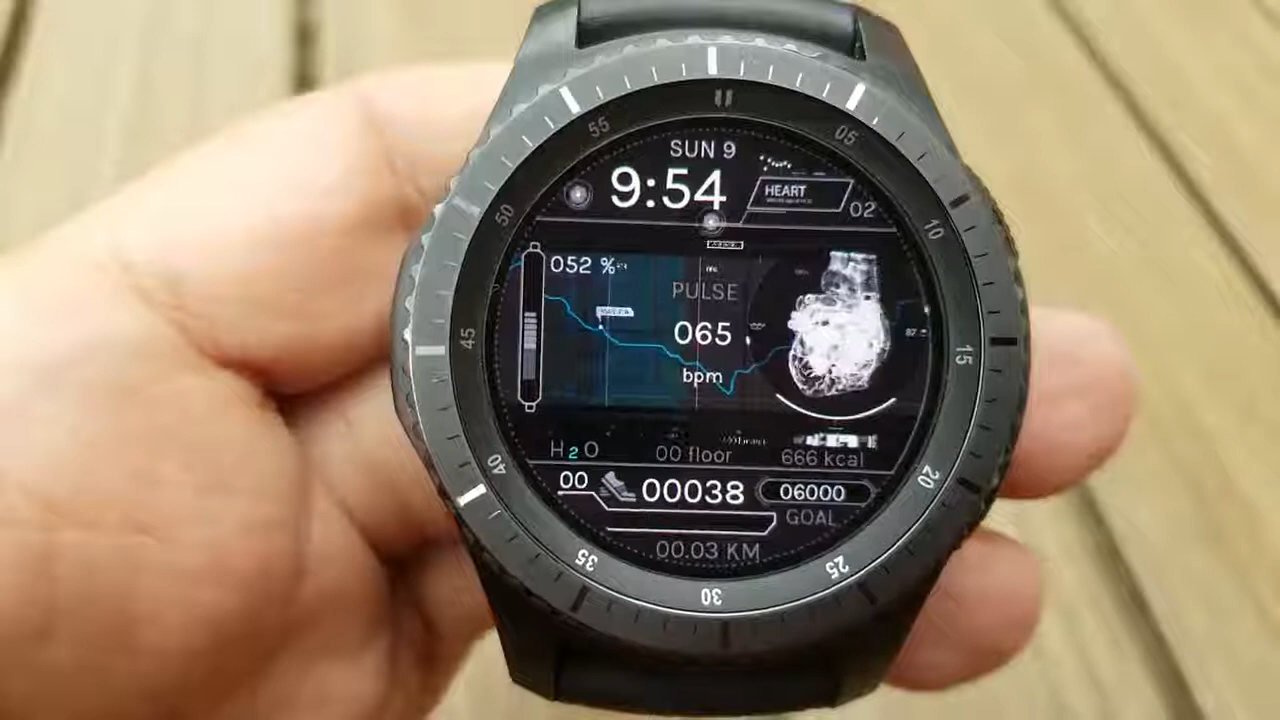 55
05
50
10
45
15
40
20
35
25
30
SUN 9
9:54
HEART
02
052 %
PULSE
065
bpm
87
H2O
00 floor
666 kcal
00
00038
06000
GOAL
00.03 KM